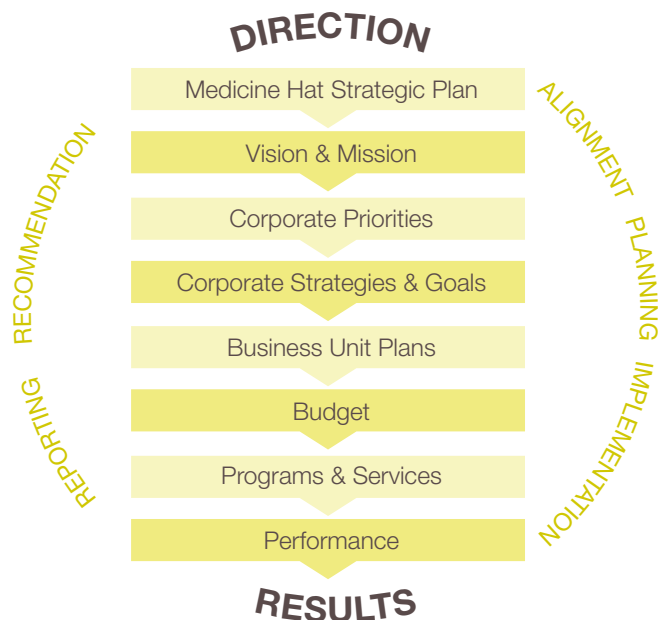 DIRECTION
Medicine Hat Strategic Plan
Vision & Mission
Corporate Priorities
Corporate Strategies & Goals
Business Unit Plans
Budget
Programs & Services
Performance
RESULTS
ALIGNMENT PLANNING IMPLEMENTATION
REPORTING RECOMMENDATION